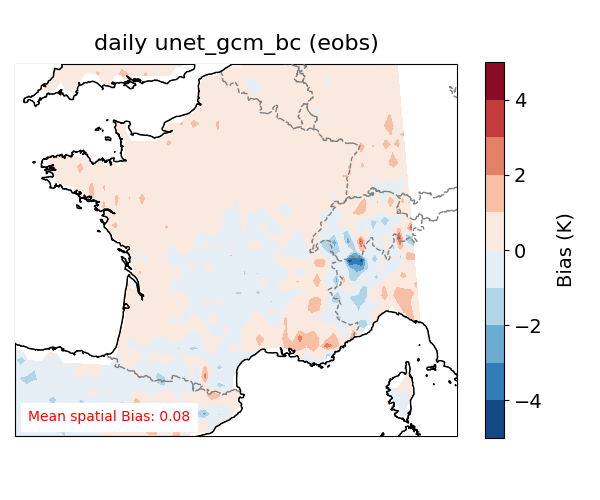 daily unet_gcm_bc (eobs)
4
2
0
−2
−4
Bias (K)
Mean spatial Bias: 0.08